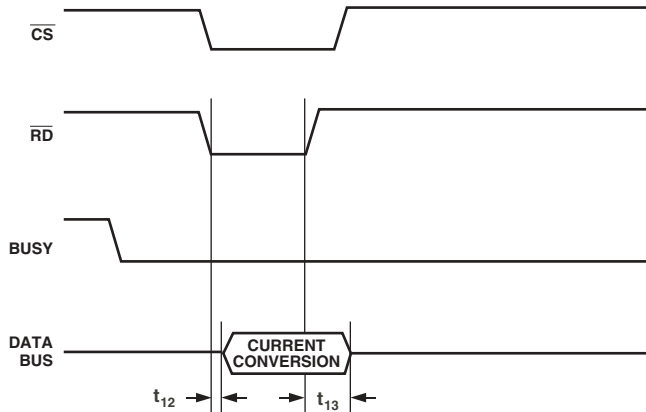 CS
RD
BUSY
DATA
BUS
CURRENT
CONVERSION
t12
t13